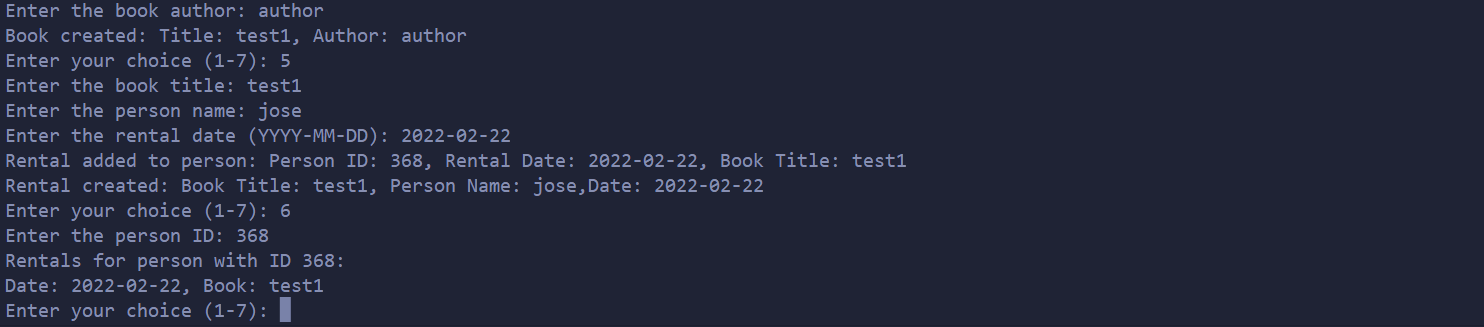 Enter the book author: author
Book created: Title: test1, Author: author
Enter your choice (1-7): 5
Enter the book title: test1
Enter the person name: jose
Enter the rental date (YYYY-MM-DD): 2022-02-22
Rental added to person: Person ID: 368, Rental Date: 2022-02-22, Book Title: test1
Rental created: Book Title: test1, Person Name: jose,Date: 2022-02-22
Enter your choice (1-7): 6
Enter the person ID: 368
Rentals for person with ID 368:
Date: 2022-02-22, Book: test1
Enter your choice (1-7):